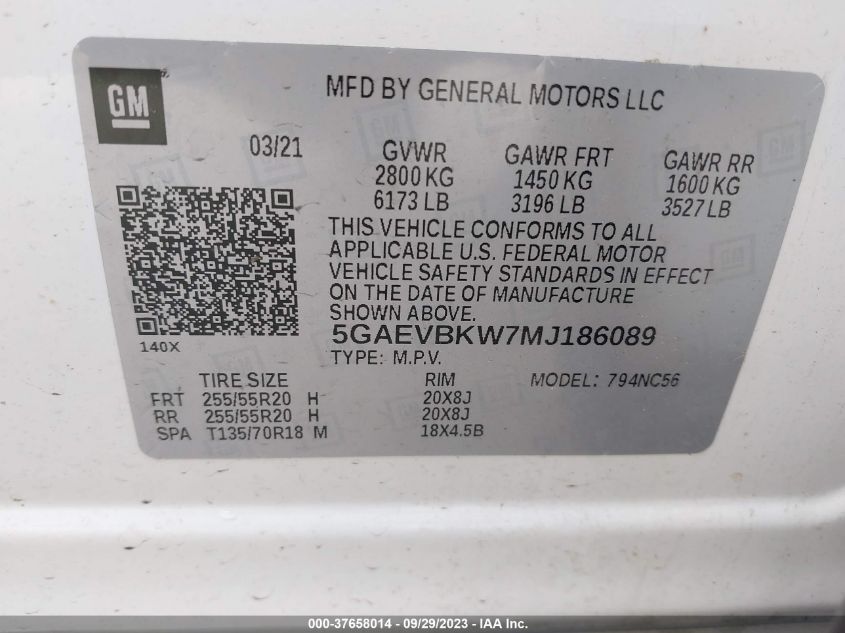 GM
MFD BY GENERAL MOTORS LLC
03/21 GVWR GAWR FRT GAWR RR
2800 KG 1450 KG 1600 KG
6173 LB 3196 LB 3527 LB
THIS VEHICLE CONFORMS TO ALL
APPLICABLE U.S. FEDERAL MOTOR
VEHICLE SAFETY STANDARDS IN EFFECT
ON THE DATE OF MANUFACTURE
SHOWN ABOVE.
5GAEVBKW7MJ186089
140X
TYPE: M.P.V.
TIRE SIZE RIM MODEL: 794NC56
FRT 255/55R20 H 20X8J
RR 255/55R20 H 20X8J
SPA T135/70R18 M 18X4.5B
000-37658014 - 09/29/2023 - IAA Inc.